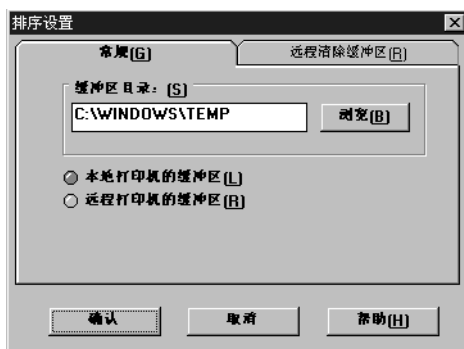 排序设置
常规(G)
远程清除缓冲区(R)
缓冲区目录：(S)
C:\WINDOWS\TEMP
浏览(B)
本地打印机的缓冲区(L)
远程打印机的缓冲区(R)
确认
取消
帮助(H)